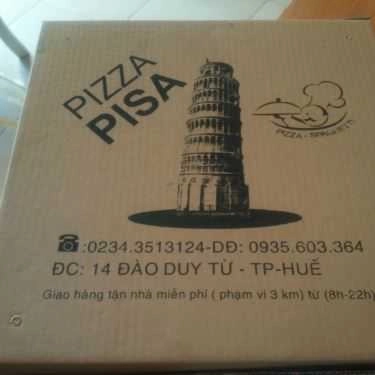 PIZZA
PISA
PIZZA - SPAGHETTI
☎:0234.3513124-DĐ: 0935.603.364
ĐC: 14 ĐÀO DUY TỪ - TP-HUẾ
Giao hàng tận nhà miễn phí ( phạm vi 3 km) từ (8h-22h)